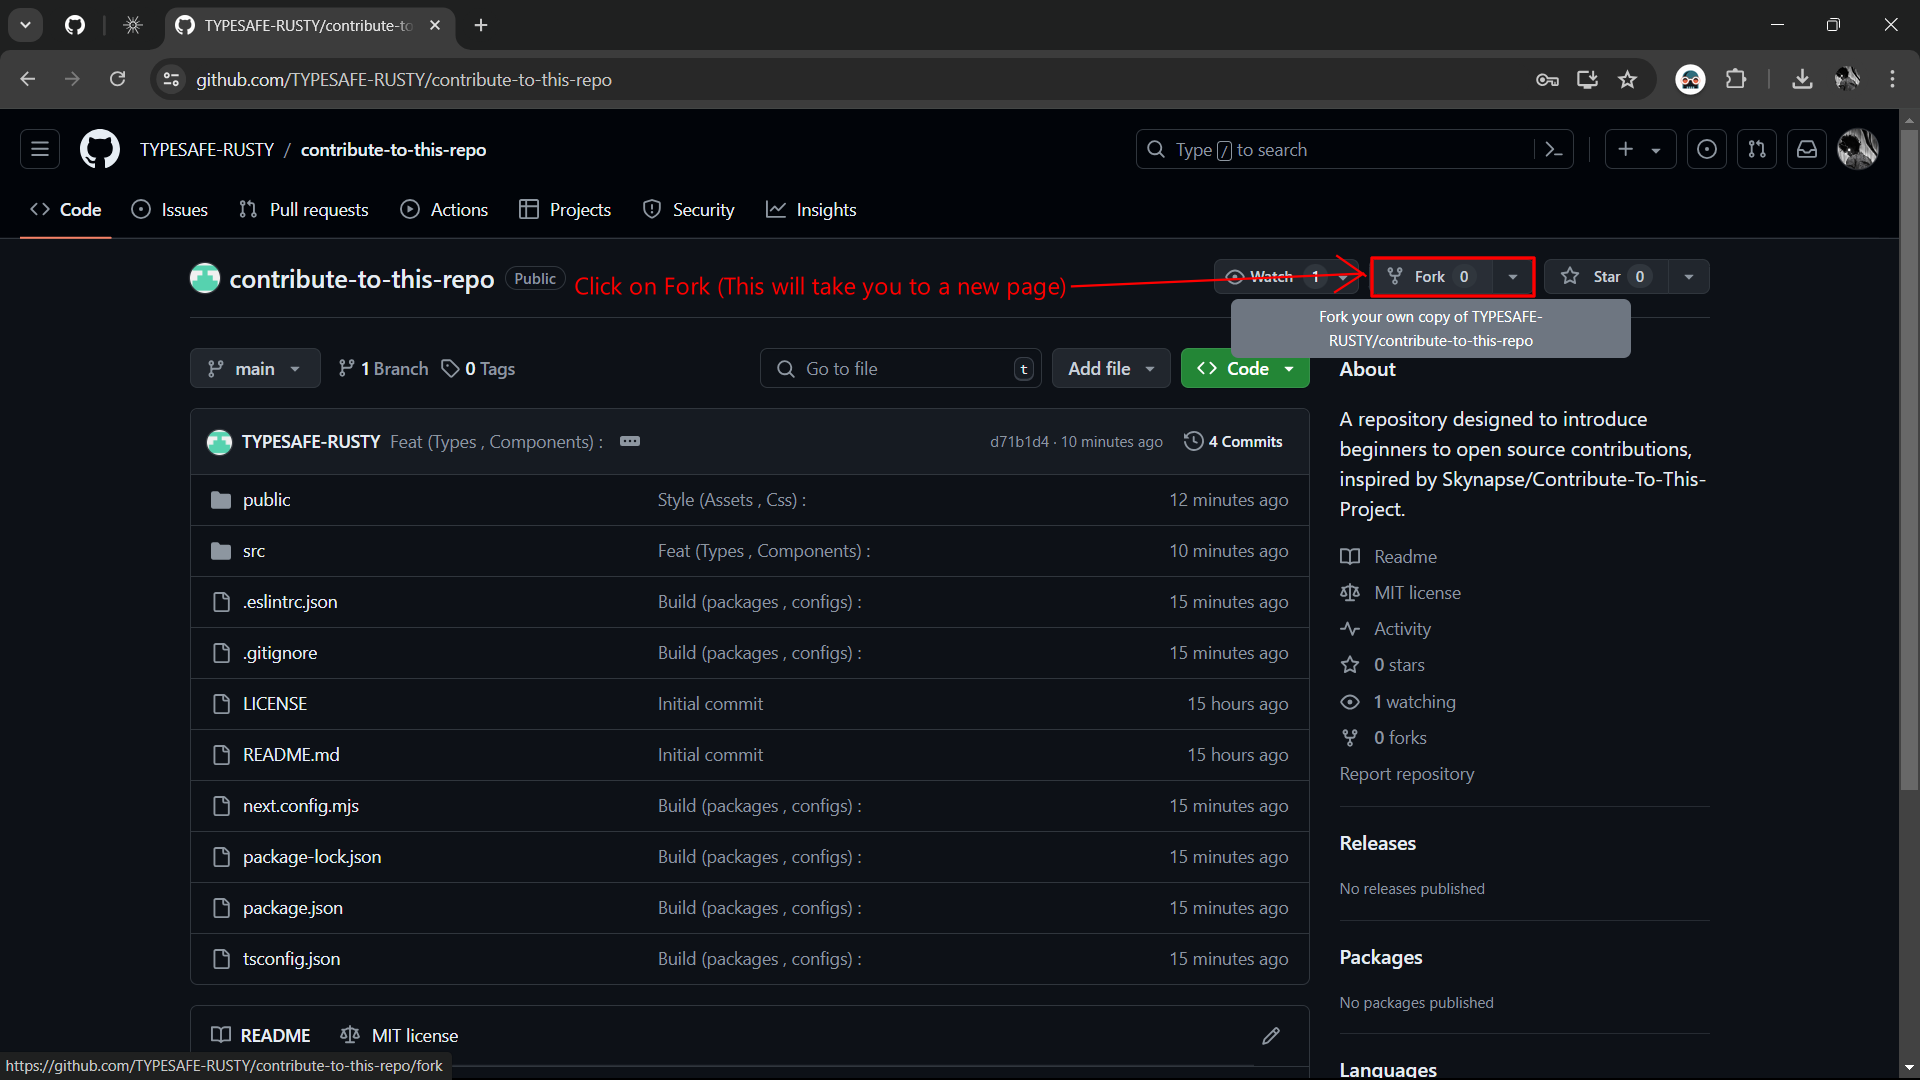 TYPESAFE-RUSTY/contribute-to
github.com/TYPESAFE-RUSTY/contribute-to-this-repo
TYPESAFE-RUSTY / contribute-to-this-repo
Type / to search
Code
Issues
Pull requests
Actions
Projects
Security
Insights
contribute-to-this-repo
Public
Click on Fork (This will take you to a new page)
Watch 1
Fork 0
Star 0
Fork your own copy of TYPESAFE-
RUSTY/contribute-to-this-repo
main
1 Branch
0 Tags
Go to file
t
Add file
Code
TYPESAFE-RUSTY Feat (Types , Components) :
d71b1d4 · 10 minutes ago
4 Commits
public Style (Assets , Css) : 12 minutes ago
src Feat (Types , Components) : 10 minutes ago
.eslintrc.json Build (packages , configs) : 15 minutes ago
.gitignore Build (packages , configs) : 15 minutes ago
LICENSE Initial commit 15 hours ago
README.md Initial commit 15 hours ago
next.config.mjs Build (packages , configs) : 15 minutes ago
package-lock.json Build (packages , configs) : 15 minutes ago
package.json Build (packages , configs) : 15 minutes ago
tsconfig.json Build (packages , configs) : 15 minutes ago
README
MIT license
About
A repository designed to introduce
beginners to open source contributions,
inspired by Skynapse/Contribute-To-This-
Project.
Readme
MIT license
Activity
0 stars
1 watching
0 forks
Report repository
Releases
No releases published
Packages
No packages published
Languages
https://github.com/TYPESAFE-RUSTY/contribute-to-this-repo/fork